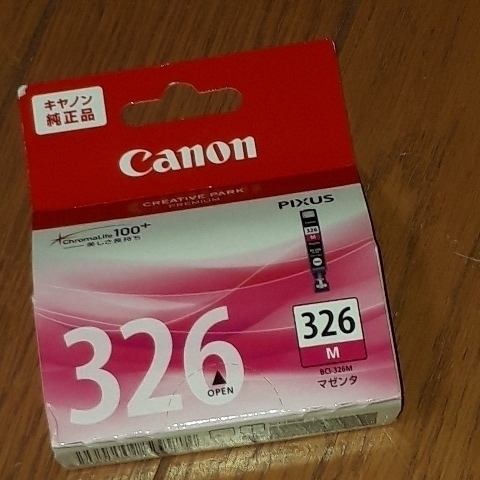 キヤノン
純正品
Canon
CREATIVE PARK
PREMIUM
PIXUS
ChromaLife100+
美しさ長持ち
326
M
326
OPEN
326
M
BCI-326M
マゼンタ